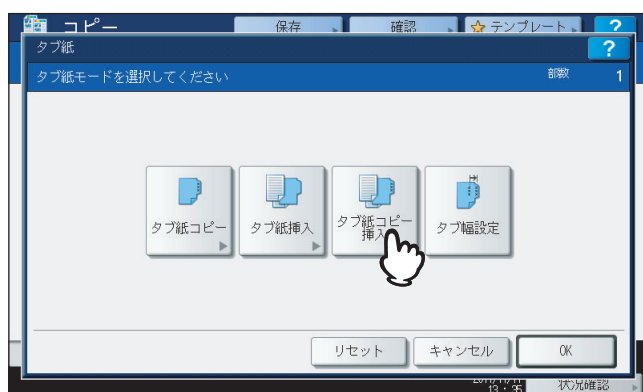 コピー 保存 確認 テンプレート ?
タブ紙 ?
タブ紙モードを選択してください 部数 1
タブ紙コピー タブ紙挿入 タブ紙コピー 挿入 タブ幅設定
リセット キャンセル OK
13:35 状況確認